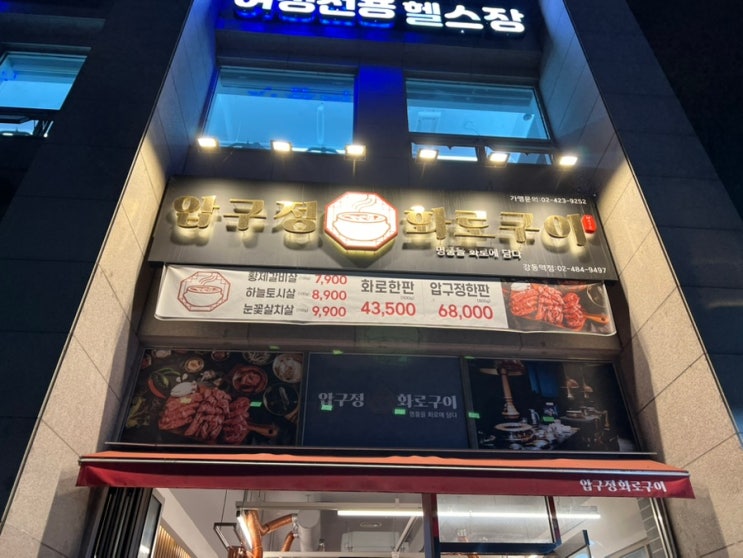 여성전용 헬스장
가맹문의:02-423-9252
압구정 화로구이
명품을 화로에 담다
강동역점:02-484-9497
황제갈비살 7,900
하늘토시살 8,900
눈꽃살치살 9,900
화로한판
43,500
압구정한판
68,000
압구정 화로구이
명품을 화로에 담다
압구정화로구이